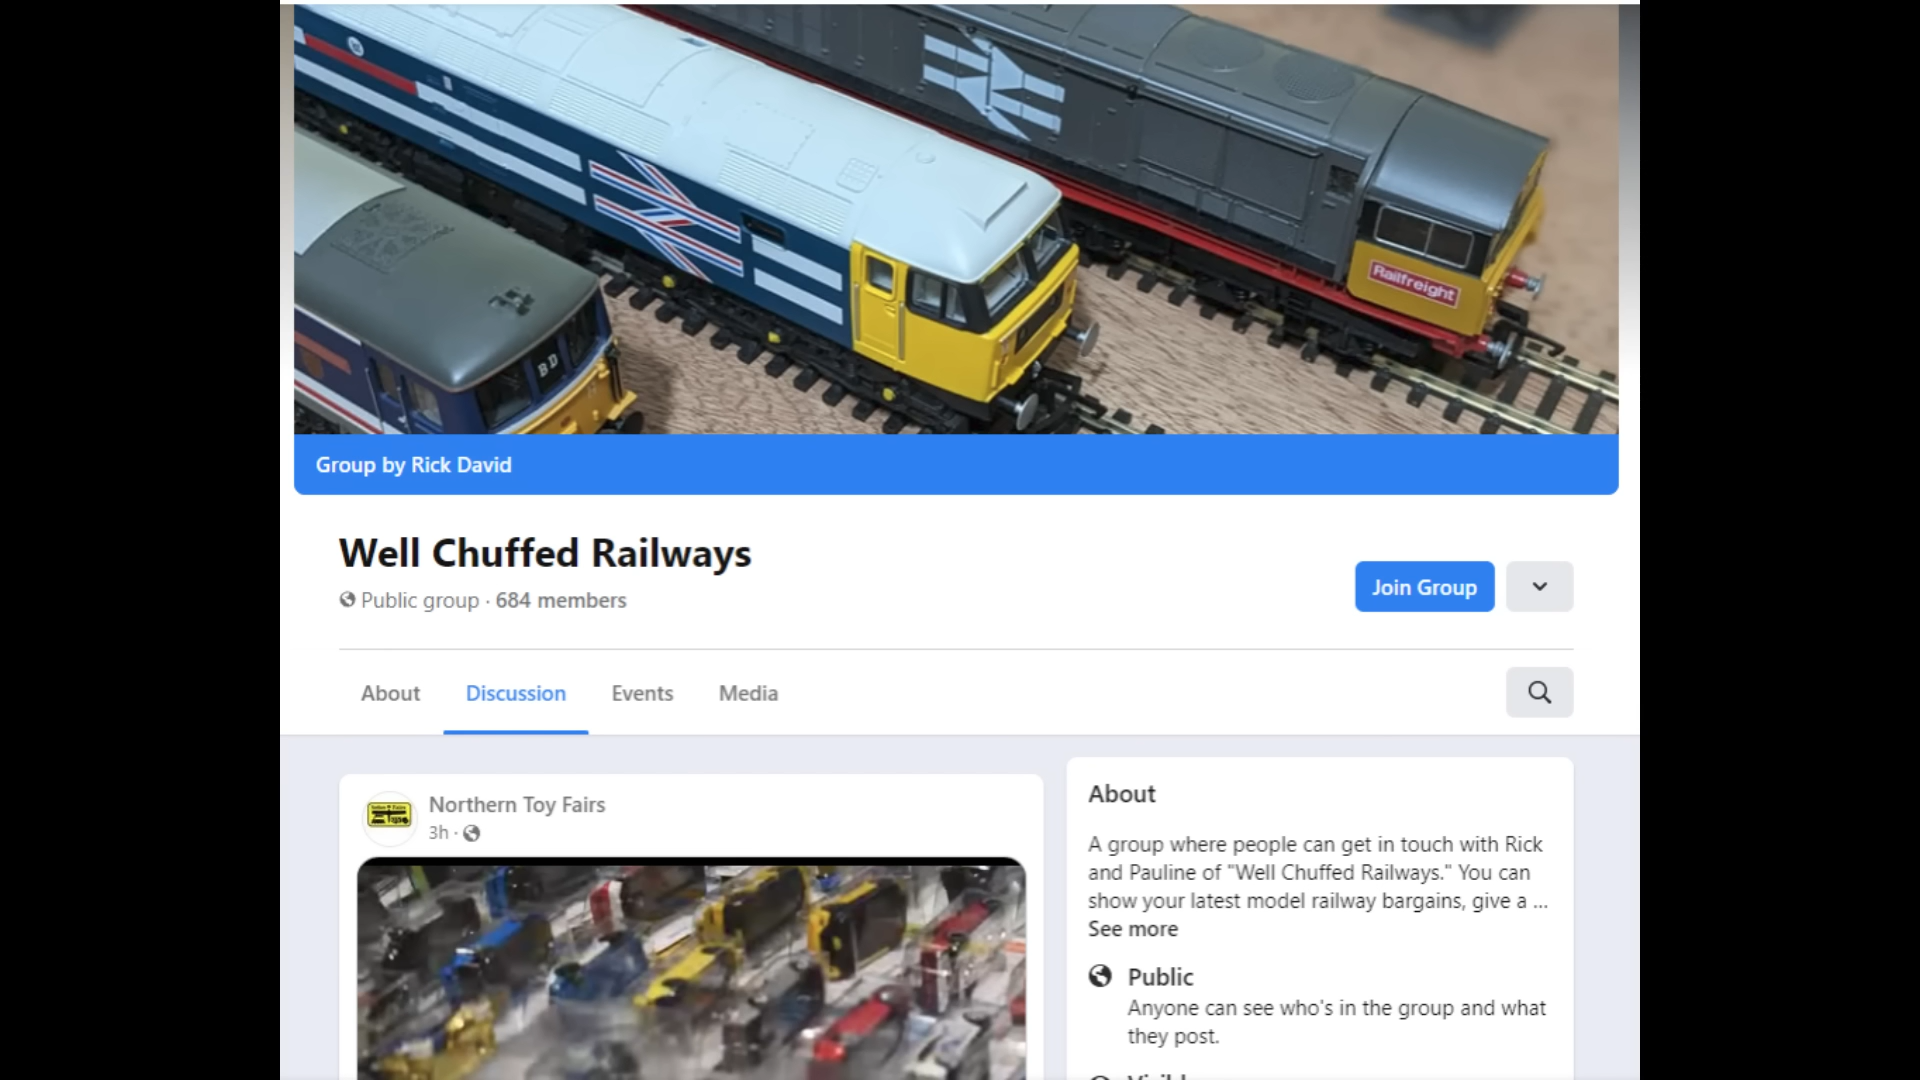 BD
Railfreight
Group by Rick David
Well Chuffed Railways
Public group · 684 members
Join Group
About
Discussion
Events
Media
Northern Toy Fairs
3h ·
About
A group where people can get in touch with Rick
and Pauline of "Well Chuffed Railways." You can
show your latest model railway bargains, give a ...
See more
Public
Anyone can see who's in the group and what
they post.